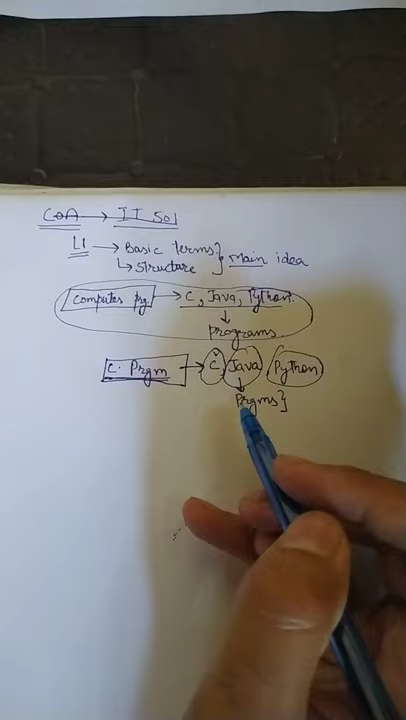 COA → II Sol
L1 → Basic terms } Main idea
↳ Structure
Computer pg → C, Java, Python.
↓
programs
C. Prgm → C Java Python
↓
Prgms }